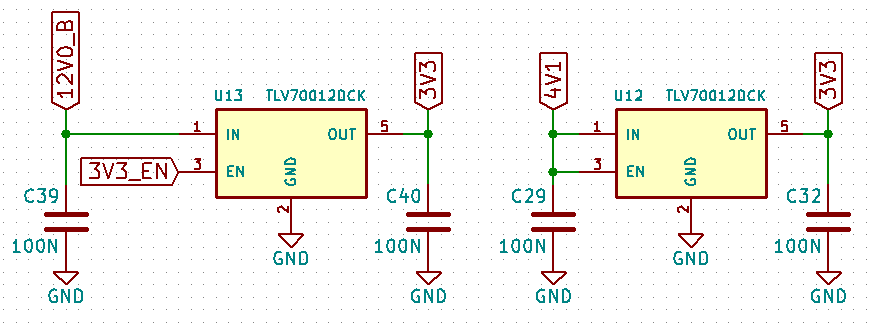 12V0_B
3V3
4V1
3V3
U13 TLV70012DCK
U12 TLV70012DCK
1 IN OUT 5
1 IN OUT 5
3V3_EN 3 EN GND
3 EN GND
2
2
C39
100N
C40
100N
C29
100N
C32
100N
GND
GND
GND
GND
GND
GND